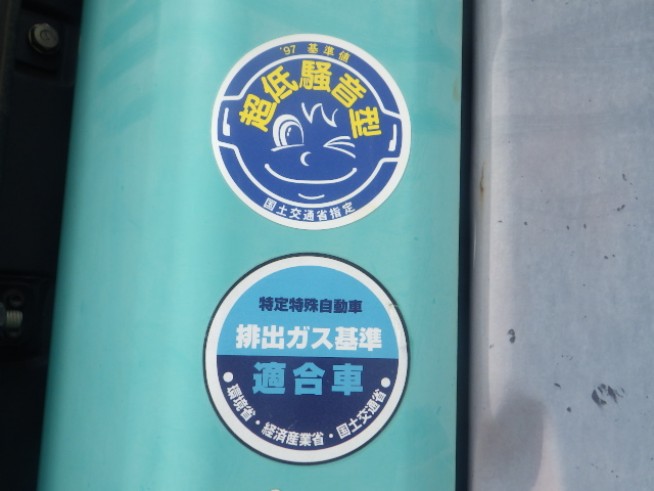 '97 基準値
超低騒音型
国土交通省指定
特定特殊自動車
排出ガス基準
適合車
•環境省・経済産業省・国土交通省•